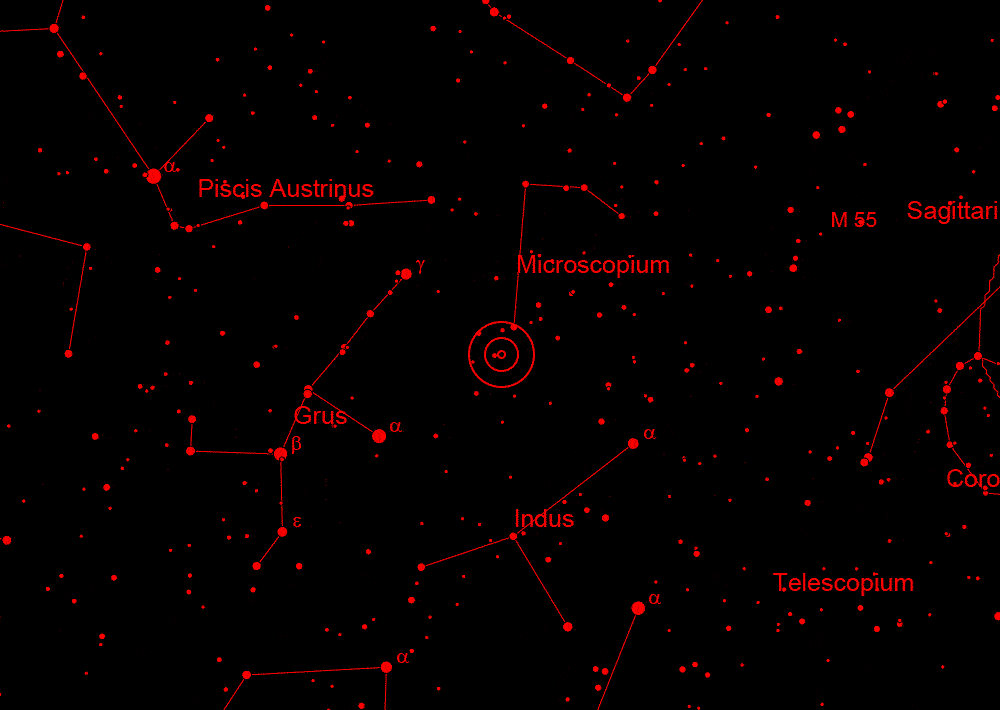 α
Piscis Austrinus
Sagittari
M 55
γ
Microscopium
Grus
α
α
β
Coro
ε
Indus
Telescopium
α
α